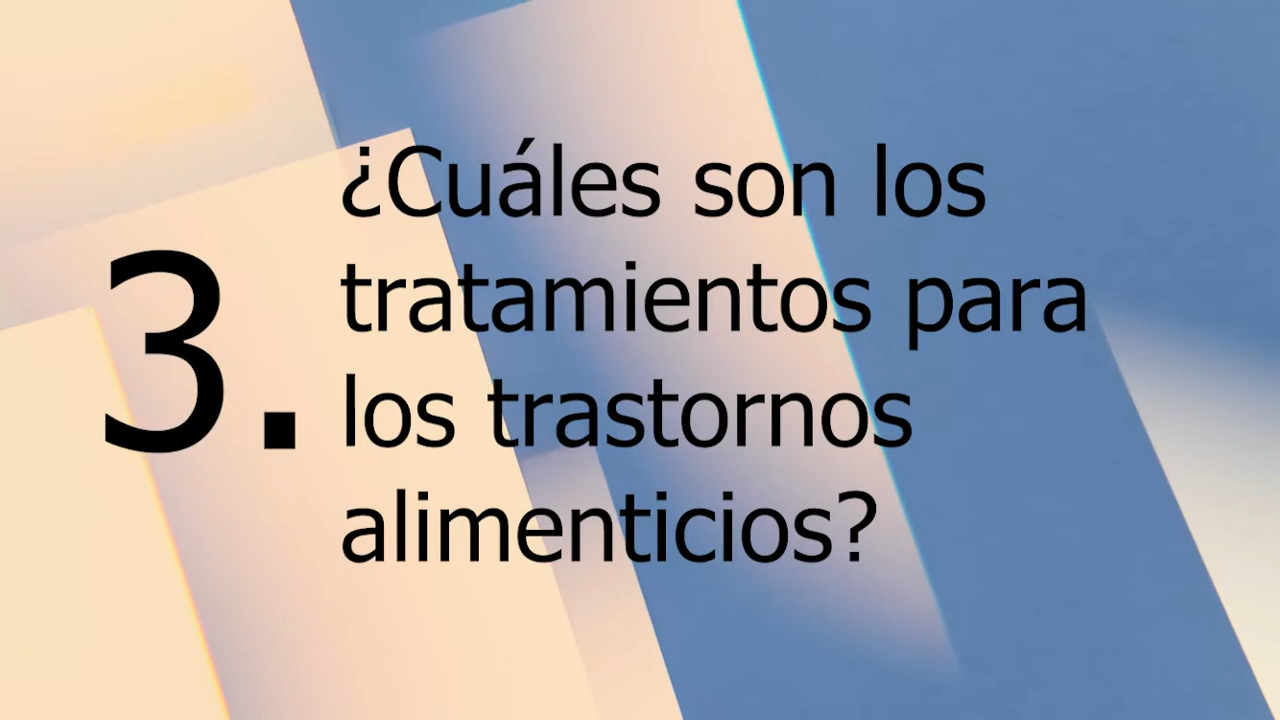 3.
¿Cuáles son los
tratamientos para
los trastornos
alimenticios?